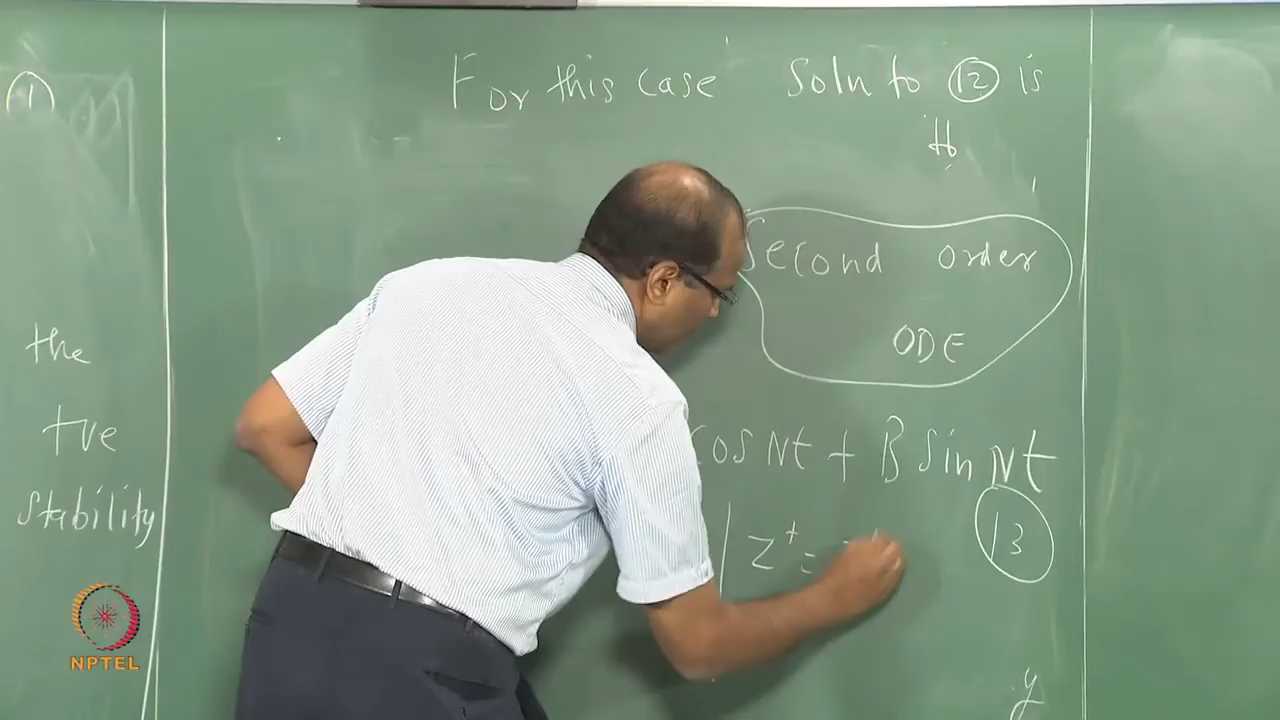 1
For this case Soln to 12 is
Second order
ODE
the
+ve
Stability
cos Nt + B sin Nt
z⁺ =
13
y
NPTEL